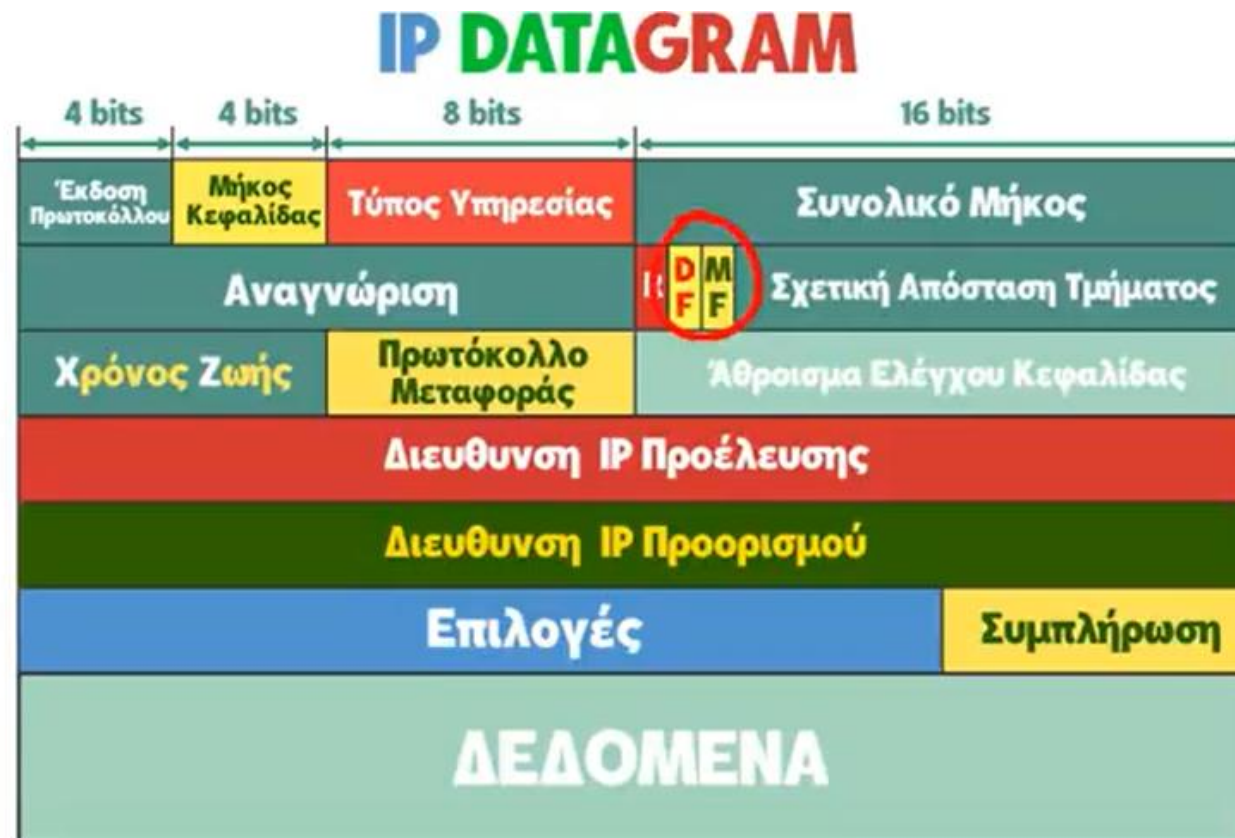 IP DATAGRAM
4 bits 4 bits 8 bits 16 bits
Έκδοση Πρωτοκόλλου
Μήκος Κεφαλίδας
Τύπος Υπηρεσίας
Συνολικό Μήκος
Αναγνώριση
R
DF
MF
Σχετική Απόσταση Τμήματος
Χρόνος Ζωής
Πρωτόκολλο
Μεταφοράς
Άθροισμα Ελέγχου Κεφαλίδας
Διευθυνση IP Προέλευσης
Διευθυνση IP Προορισμού
Επιλογές
Συμπλήρωση
ΔΕΔΟΜΕΝΑ